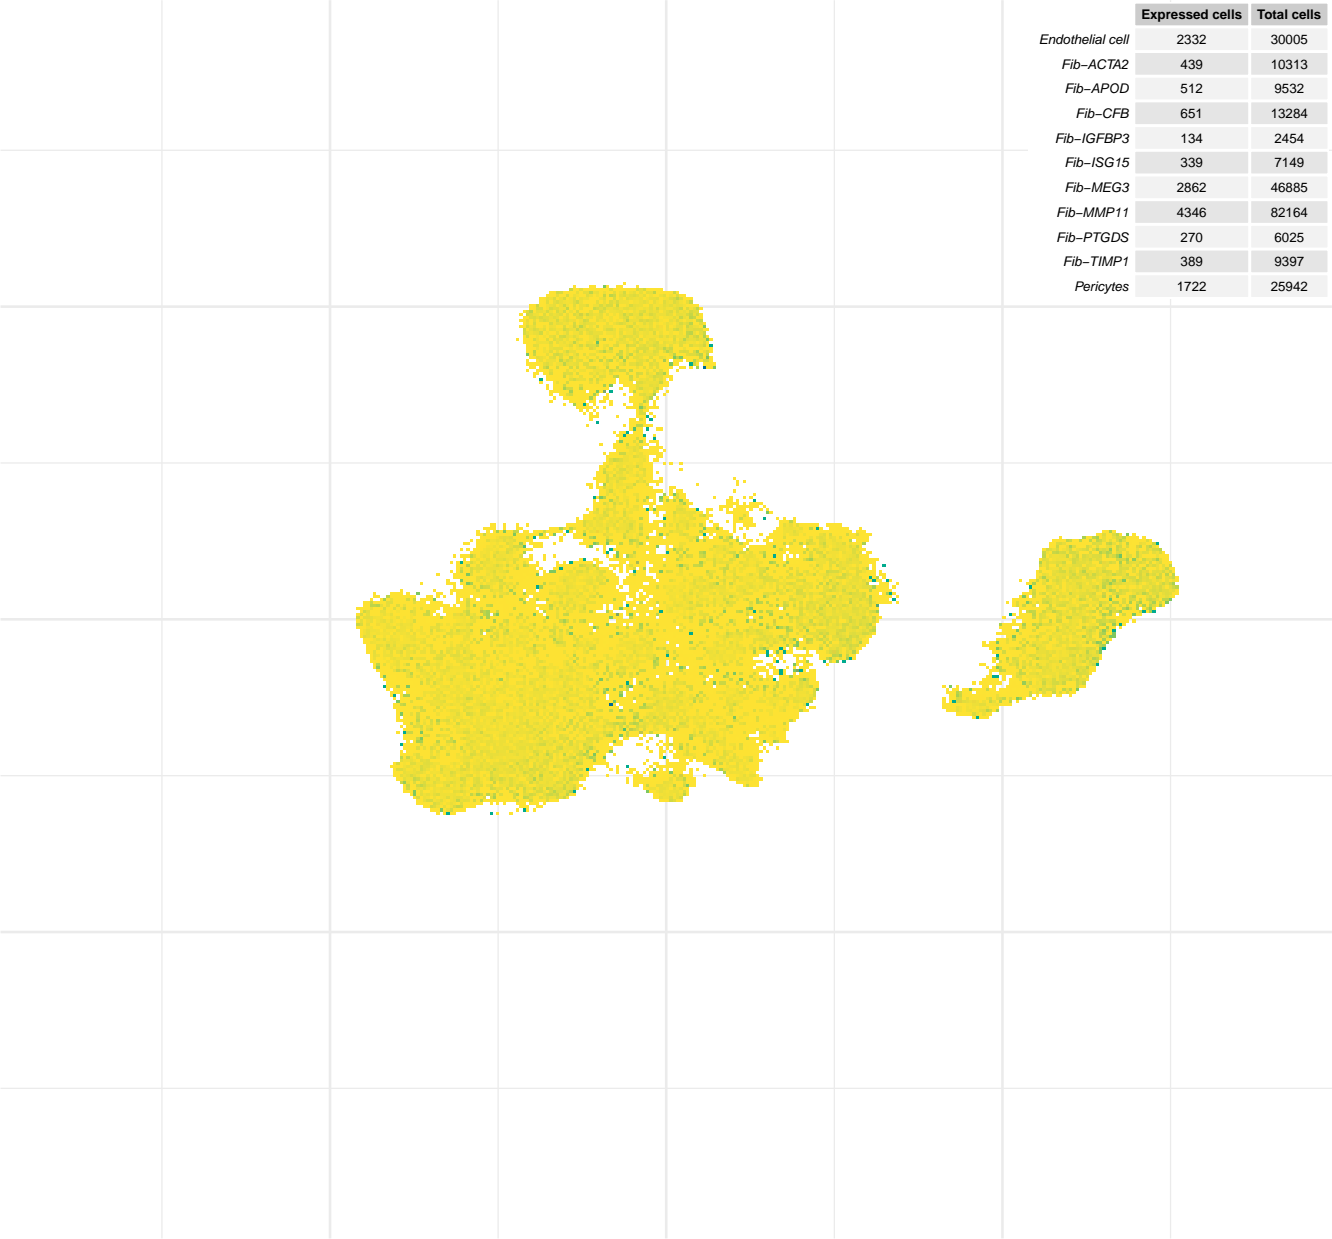 Expressed cells Total cells
Endothelial cell 2332 30005
Fib−ACTA2 439 10313
Fib−APOD 512 9532
Fib−CFB 651 13284
Fib−IGFBP3 134 2454
Fib−ISG15 339 7149
Fib−MEG3 2862 46885
Fib−MMP11 4346 82164
Fib−PTGDS 270 6025
Fib−TIMP1 389 9397
Pericytes 1722 25942